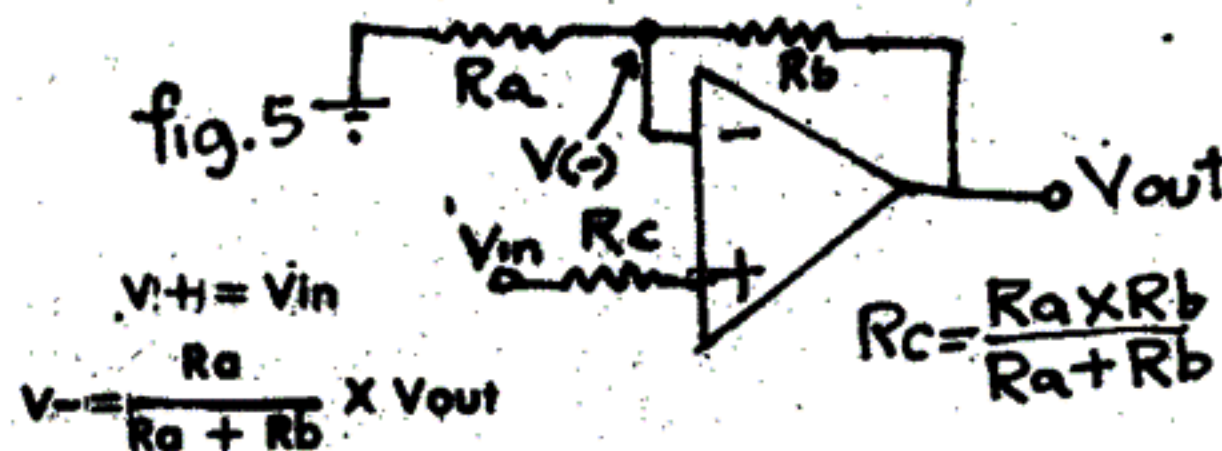 Ra
Rb
fig.5
V(-)
-
Vout
Vin
Rc
+
V+ = Vin
Rc = Ra X Rb
Ra + Rb
V- = Ra
Ra + Rb
X Vout